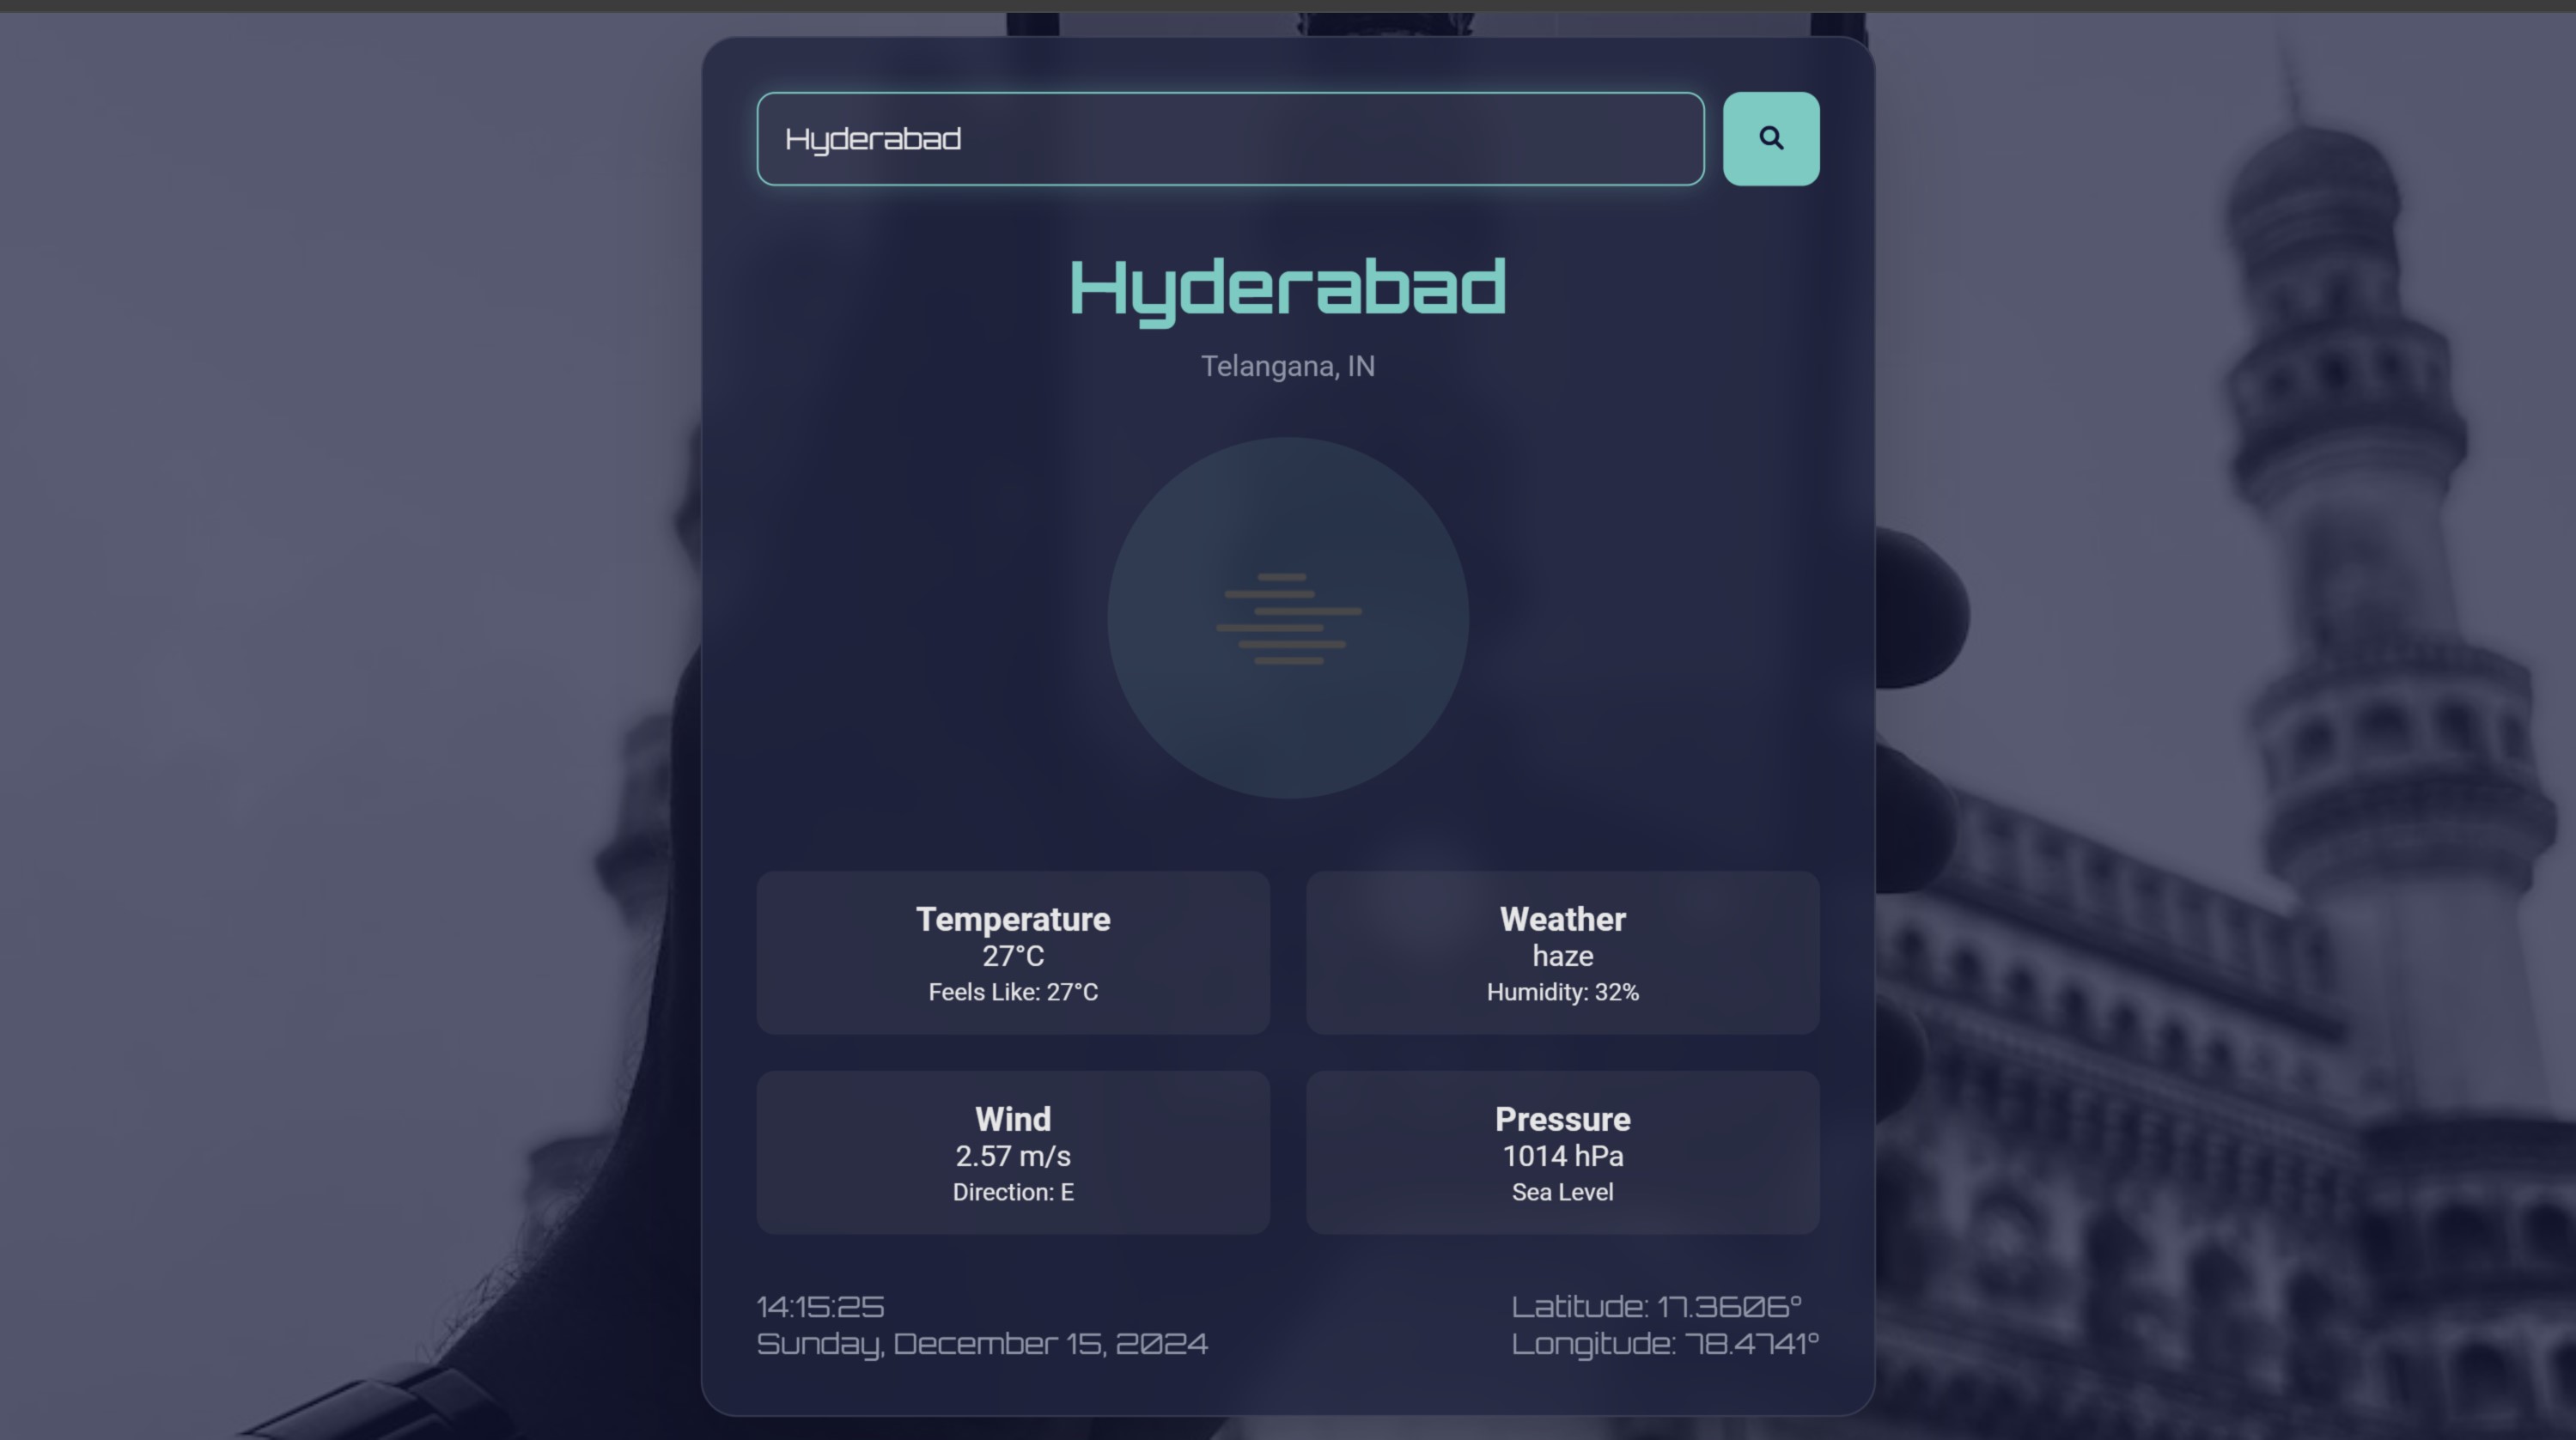 Hyderabad
Hyderabad
Telangana, IN
Temperature
27°C
Feels Like: 27°C
Weather
haze
Humidity: 32%
Wind
2.57 m/s
Direction: E
Pressure
1014 hPa
Sea Level
14:15:25
Sunday, December 15, 2024
Latitude: 17.3606°
Longitude: 78.4741°